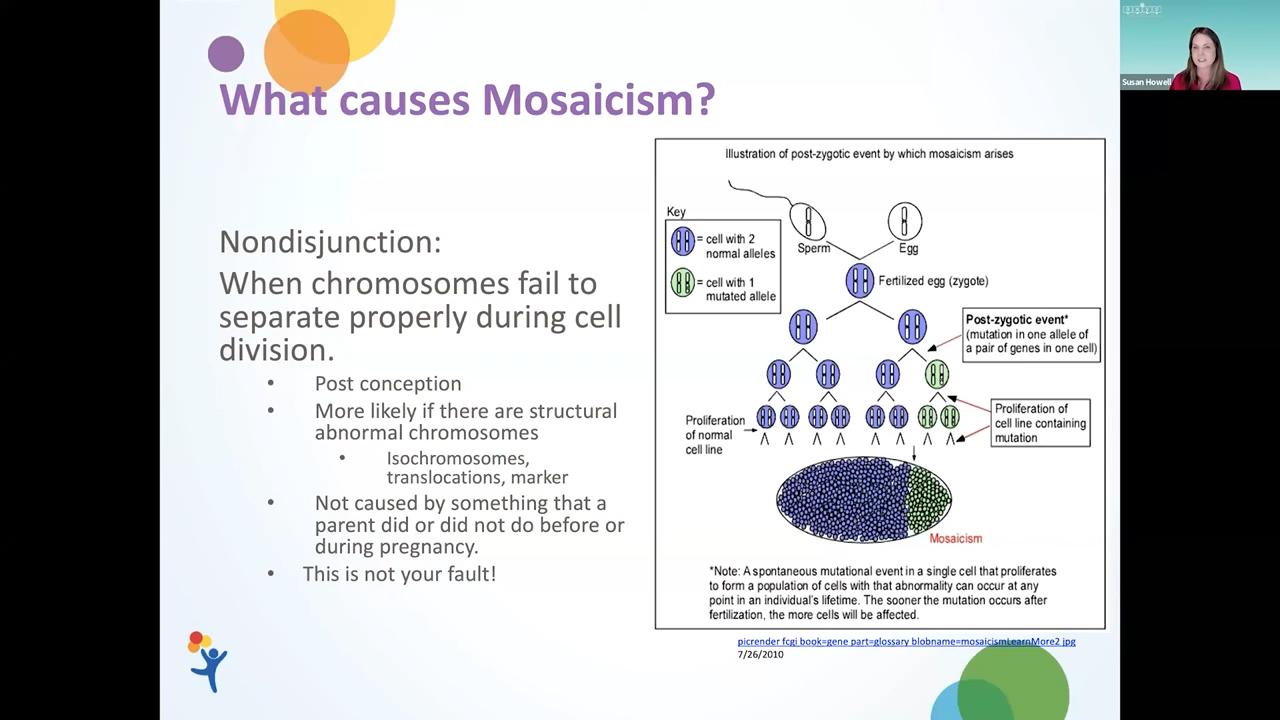 What causes Mosaicism?
Susan Howell
Nondisjunction:
When chromosomes fail to
separate properly during cell
division.
• Post conception
• More likely if there are structural
abnormal chromosomes
• Isochromosomes,
translocations, marker
• Not caused by something that a
parent did or did not do before or
during pregnancy.
• This is not your fault!
Illustration of post-zygotic event by which mosaicism arises
Key
= cell with 2
normal alleles
= cell with 1
mutated allele
Sperm
Egg
Fertilized egg (zygote)
Post-zygotic event*
(mutation in one allele of
a pair of genes in one cell)
Proliferation
of normal
cell line
Proliferation of
cell line containing
mutation
Mosaicism
*Note: A spontaneous mutational event in a single cell that proliferates
to form a population of cells with that abnormality can occur at any
point in an individual's lifetime. The sooner the mutation occurs after
fertilization, the more cells will be affected.
picrender fcgi book=gene part=glossary blobname=mosaicismLearnMore2 jpg
7/26/2010